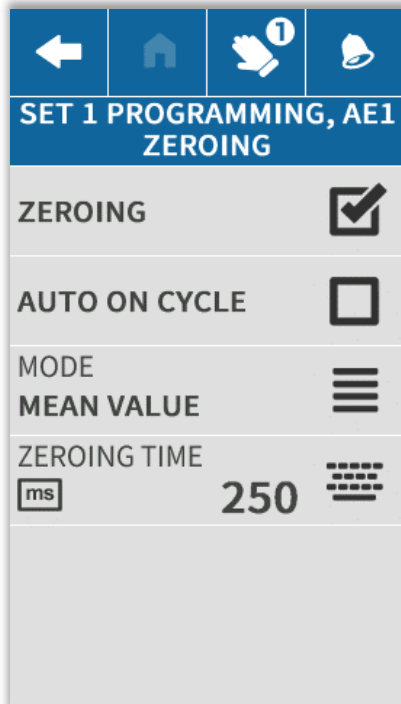 1
SET 1 PROGRAMMING, AE1
ZEROING
ZEROING
AUTO ON CYCLE
MODE
MEAN VALUE
ZEROING TIME
ms 250